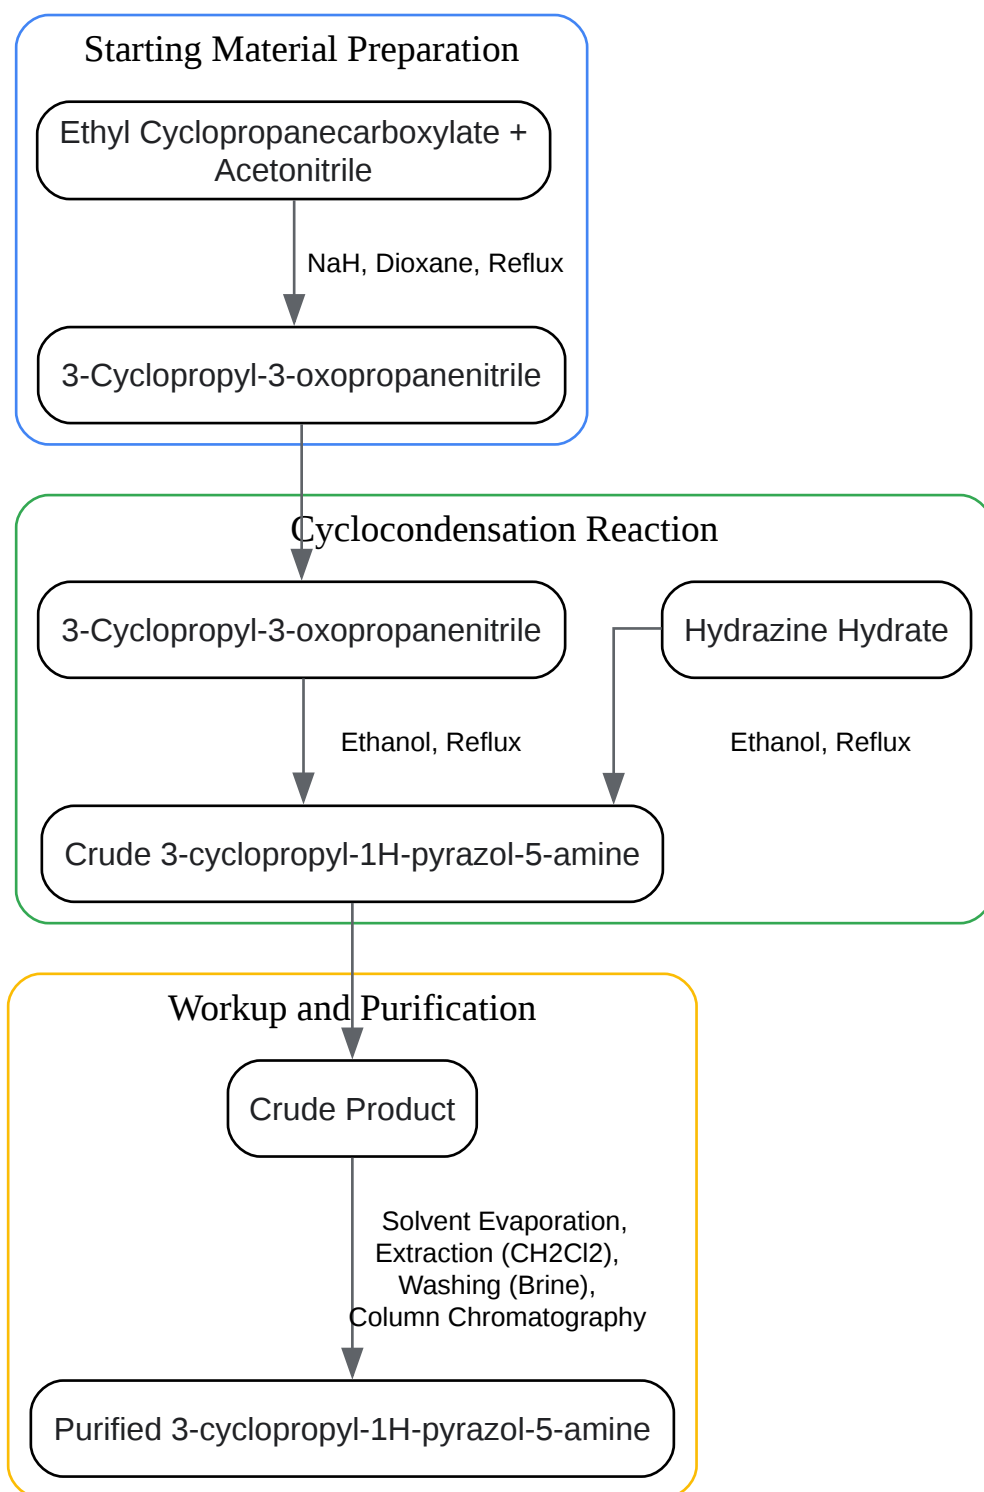 Starting Material Preparation
Ethyl Cyclopropanecarboxylate +
Acetonitrile
NaH, Dioxane, Reflux
3-Cyclopropyl-3-oxopropanenitrile
Cyclocondensation Reaction
3-Cyclopropyl-3-oxopropanenitrile
Hydrazine Hydrate
Ethanol, Reflux
Ethanol, Reflux
Crude 3-cyclopropyl-1H-pyrazol-5-amine
Workup and Purification
Crude Product
Solvent Evaporation,
Extraction (CH2Cl2),
Washing (Brine),
Column Chromatography
Purified 3-cyclopropyl-1H-pyrazol-5-amine